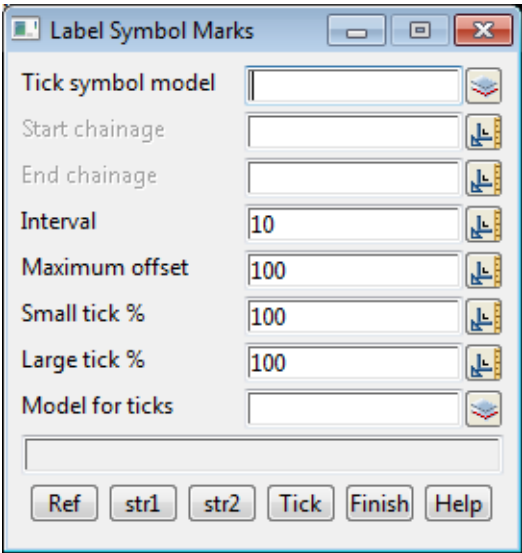 Label Symbol Marks
Tick symbol model
Start chainage
End chainage
Interval 10
Maximum offset 100
Small tick % 100
Large tick % 100
Model for ticks
Ref str1 str2 Tick Finish Help